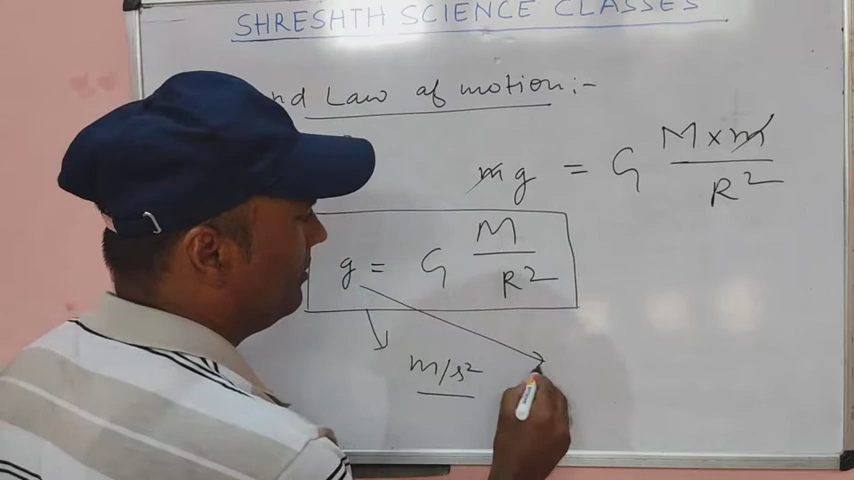 SHRESHTH SCIENCE CLASSES
nd Law of motion:-
mg = G M×m / R²
g = G M / R²
m/s²